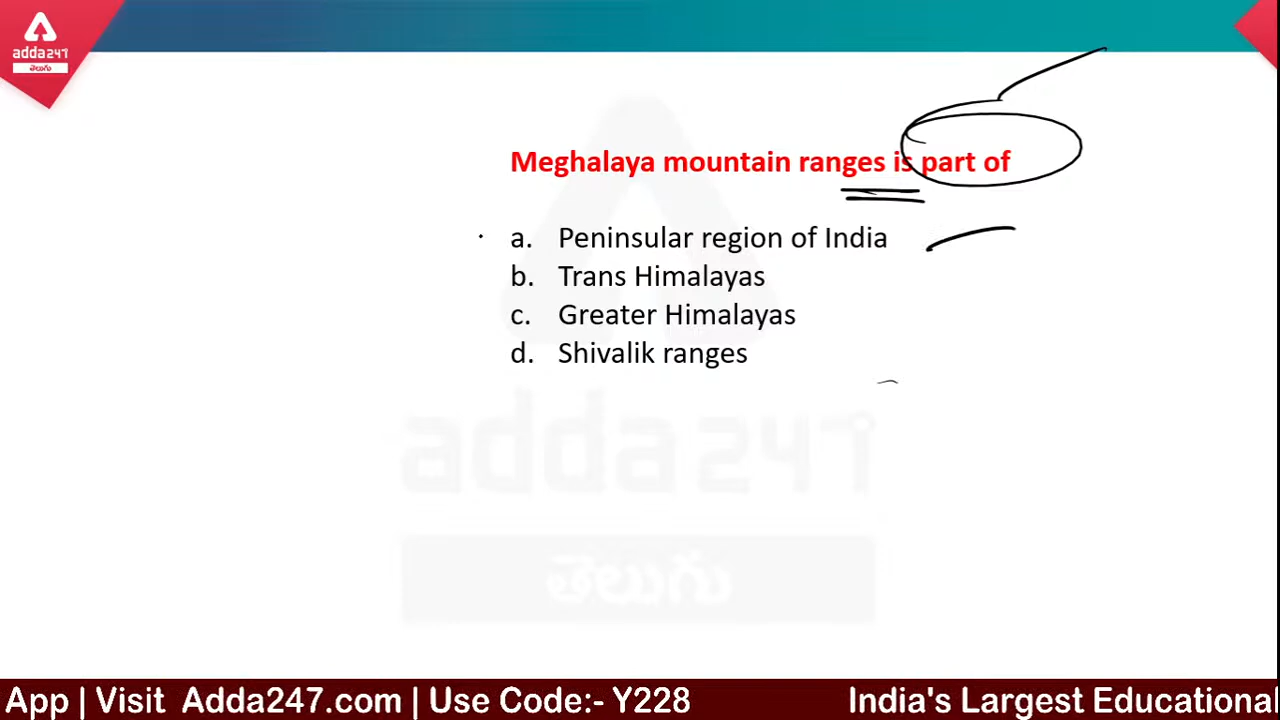 adda247
తెలుగు
Meghalaya mountain ranges is part of
a. Peninsular region of India
b. Trans Himalayas
c. Greater Himalayas
d. Shivalik ranges
adda247
తెలుగు
App | Visit Adda247.com | Use Code:- Y228 India's Largest Educational